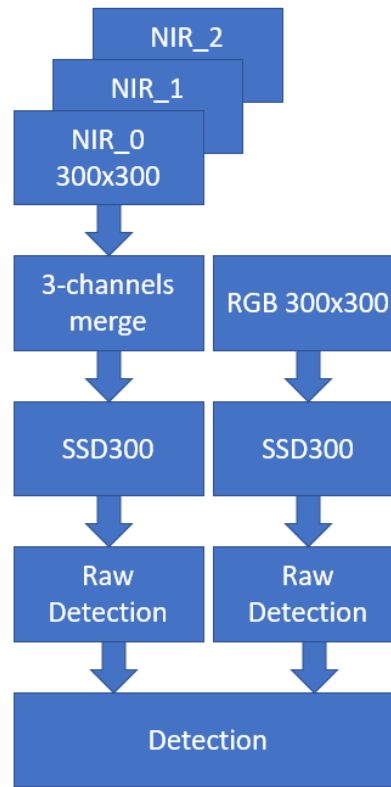 NIR_2
NIR_1
NIR_0
300x300
3-channels
merge
RGB 300x300
SSD300
SSD300
Raw
Detection
Raw
Detection
Detection